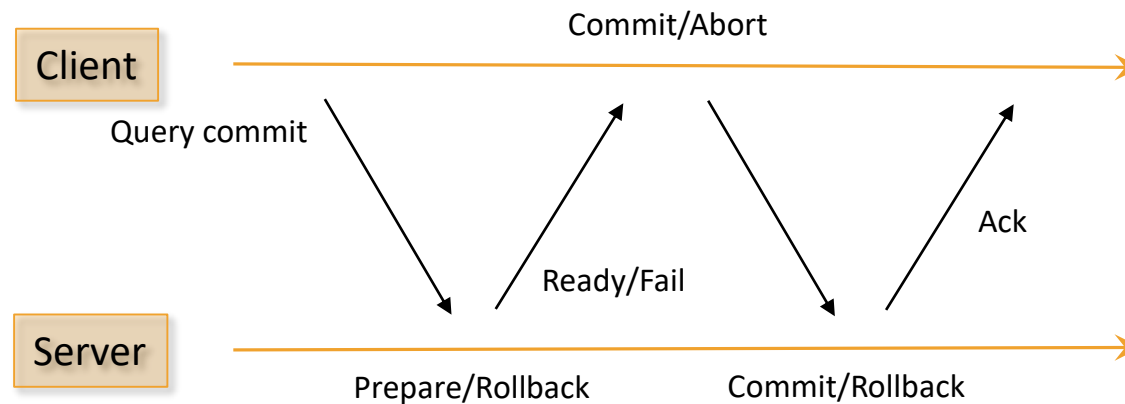 Commit/Abort
Client
Query commit
Ack
Ready/Fail
Server
Prepare/Rollback
Commit/Rollback